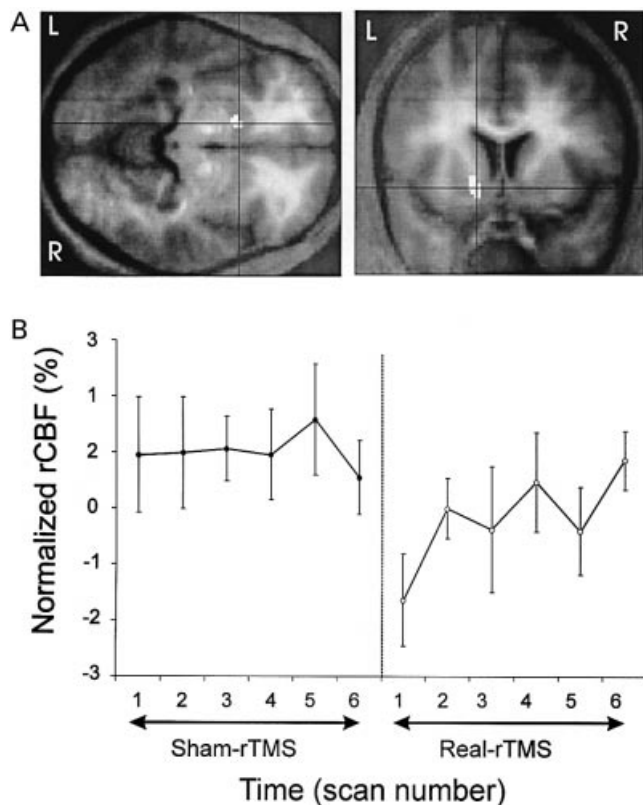 A
L
R
L
R
B
Normalized rCBF (%)
3
1
2
0
-1
-2
-3
1 2 3 4 5 6 1 2 3 4 5 6
Sham-rTMS Real-rTMS
Time (scan number)